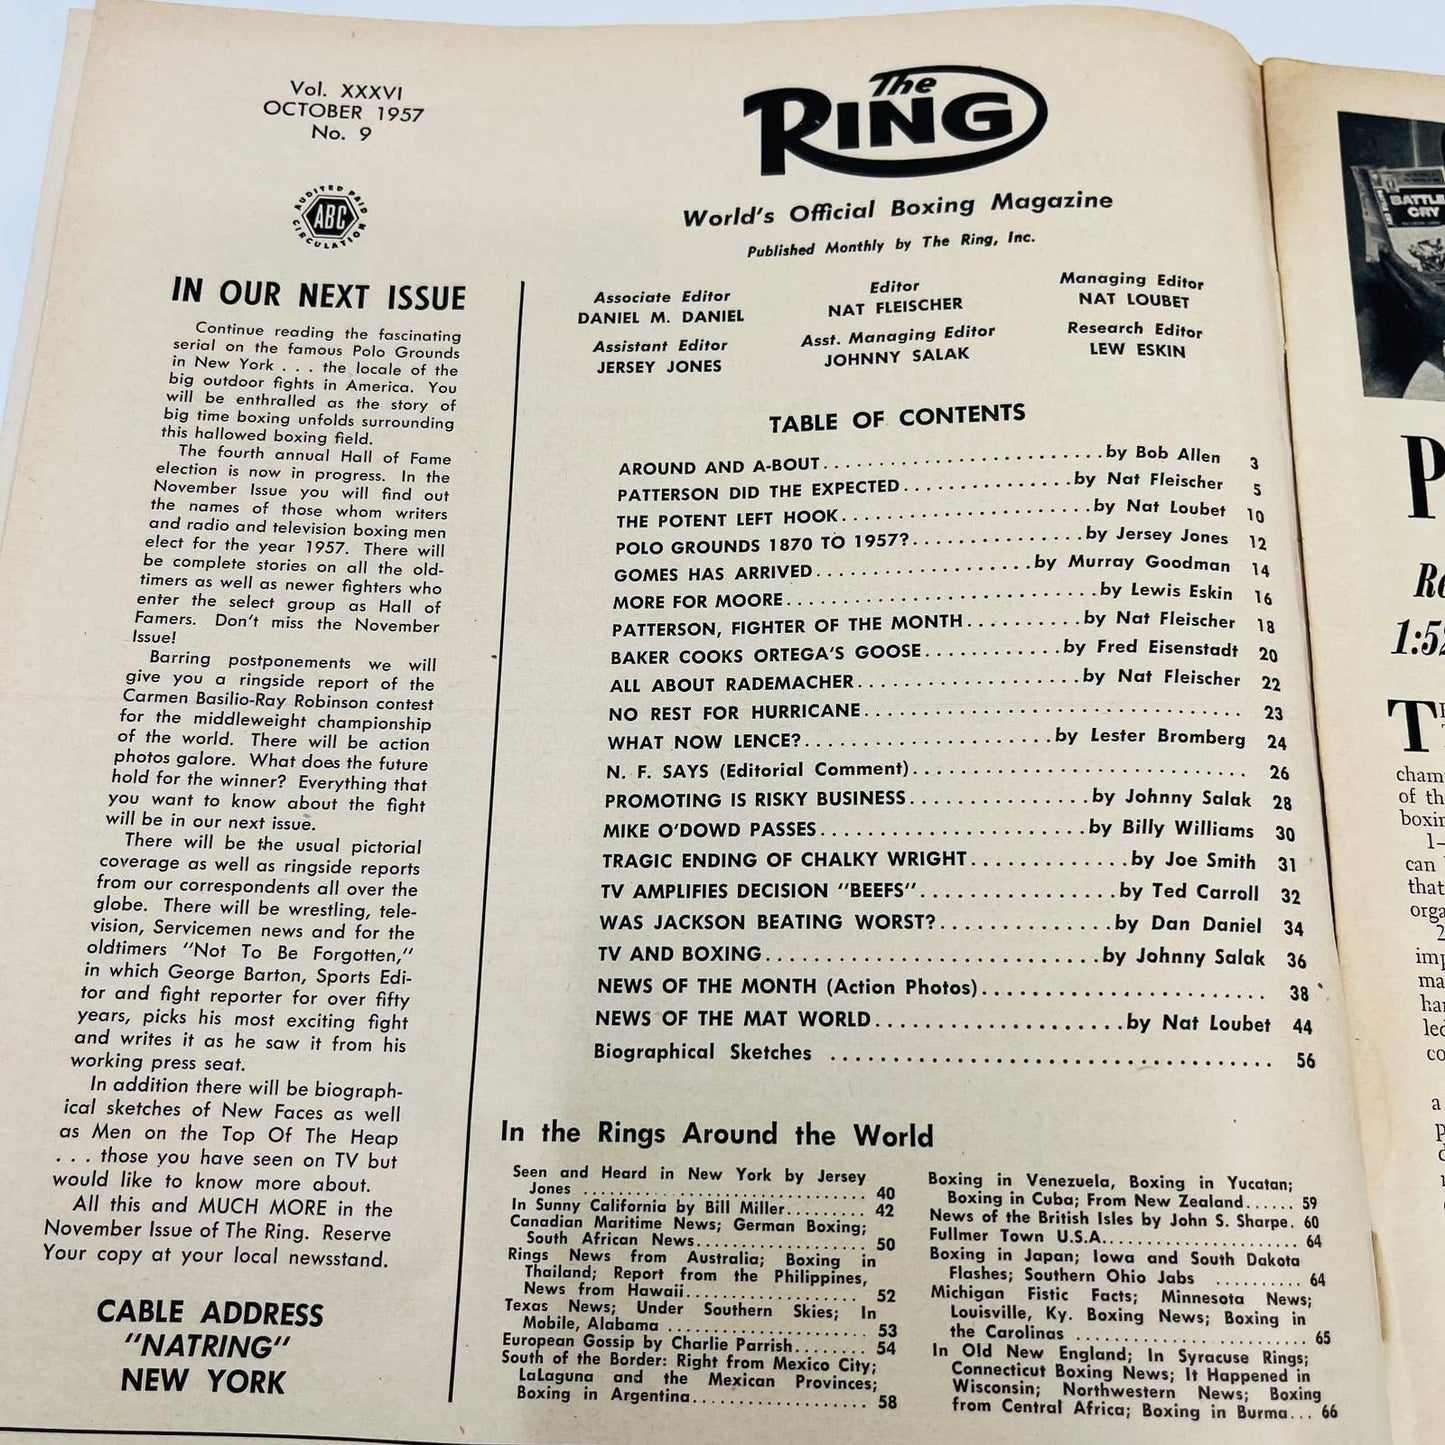 Vol. XXXVI
OCTOBER 1957
No. 9
AUDITED PAID
ABC
CIRCULATION
IN OUR NEXT ISSUE
Continue reading the fascinating
serial on the famous Polo Grounds
in New York . . . the locale of the
big outdoor fights in America. You
will be enthralled as the story of
big time boxing unfolds surrounding
this hallowed boxing field.
The fourth annual Hall of Fame
election is now in progress. In the
November Issue you will find out
the names of those whom writers
and radio and television boxing men
elect for the year 1957. There will
be complete stories on all the old-
timers as well as newer fighters who
enter the select group as Hall of
Famers. Don't miss the November
Issue!
Barring postponements we will
give you a ringside report of the
Carmen Basilio-Ray Robinson contest
for the middleweight championship
of the world. There will be action
photos galore. What does the future
hold for the winner? Everything that
you want to know about the fight
will be in our next issue.
There will be the usual pictorial
coverage as well as ringside reports
from our correspondents all over the
globe. There will be wrestling, tele-
vision, Servicemen news and for the
oldtimers "Not To Be Forgotten,"
in which George Barton, Sports Edi-
tor and fight reporter for over fifty
years, picks his most exciting fight
and writes it as he saw it from his
working press seat.
In addition there will be biograph-
ical sketches of New Faces as well
as Men on the Top Of The Heap
. . . those you have seen on TV but
would like to know more about.
All this and MUCH MORE in the
November Issue of The Ring. Reserve
Your copy at your local newsstand.
CABLE ADDRESS
"NATRING"
NEW YORK
The
RING
World's Official Boxing Magazine
Published Monthly by The Ring, Inc.
Associate Editor
DANIEL M. DANIEL
Assistant Editor
JERSEY JONES
Editor
NAT FLEISCHER
Asst. Managing Editor
JOHNNY SALAK
Managing Editor
NAT LOUBET
Research Editor
LEW ESKIN
TABLE OF CONTENTS
AROUND AND A-BOUT..........by Bob Allen 3
PATTERSON DID THE EXPECTED..........by Nat Fleischer 5
THE POTENT LEFT HOOK..........by Nat Loubet 10
POLO GROUNDS 1870 TO 1957?..........by Jersey Jones 12
GOMES HAS ARRIVED..........by Murray Goodman 14
MORE FOR MOORE..........by Lewis Eskin 16
PATTERSON, FIGHTER OF THE MONTH..........by Nat Fleischer 18
BAKER COOKS ORTEGA'S GOOSE..........by Fred Eisenstadt 20
ALL ABOUT RADEMACHER..........by Nat Fleischer 22
NO REST FOR HURRICANE.......... 23
WHAT NOW LENCE?..........by Lester Bromberg 24
N. F. SAYS (Editorial Comment).......... 26
PROMOTING IS RISKY BUSINESS..........by Johnny Salak 28
MIKE O'DOWD PASSES..........by Billy Williams 30
TRAGIC ENDING OF CHALKY WRIGHT..........by Joe Smith 31
TV AMPLIFIES DECISION "BEEFS"..........by Ted Carroll 32
WAS JACKSON BEATING WORST?..........by Dan Daniel 34
TV AND BOXING..........by Johnny Salak 36
NEWS OF THE MONTH (Action Photos).......... 38
NEWS OF THE MAT WORLD..........by Nat Loubet 44
Biographical Sketches .......... 56
In the Rings Around the World
Seen and Heard in New York by Jersey
Jones .......... 40
In Sunny California by Bill Miller.......... 42
Canadian Maritime News; German Boxing;
South African News.......... 50
Rings News from Australia; Boxing in
Thailand; Report from the Philippines,
News from Hawaii.......... 52
Texas News; Under Southern Skies; In
Mobile, Alabama .......... 53
European Gossip by Charlie Parrish.......... 54
South of the Border: Right from Mexico City;
LaLaguna and the Mexican Provinces;
Boxing in Argentina.......... 58
Boxing in Venezuela, Boxing in Yucatan;
Boxing in Cuba; From New Zealand...... 59
News of the British Isles by John S. Sharpe. 60
Fullmer Town U.S.A.......... 64
Boxing in Japan; Iowa and South Dakota
Flashes; Southern Ohio Jabs .......... 64
Michigan Fistic Facts; Minnesota News;
Louisville, Ky. Boxing News; Boxing in
the Carolinas .......... 65
In Old New England; In Syracuse Rings;
Connecticut Boxing News; It Happened in
Wisconsin; Northwestern News; Boxing
from Central Africa; Boxing in Burma... 66
BATTLE
CRY
P
Re
1:5
T
cham
of th
boxin
1—
can
that
orga
2
imp
ma
har
led
co
a
p